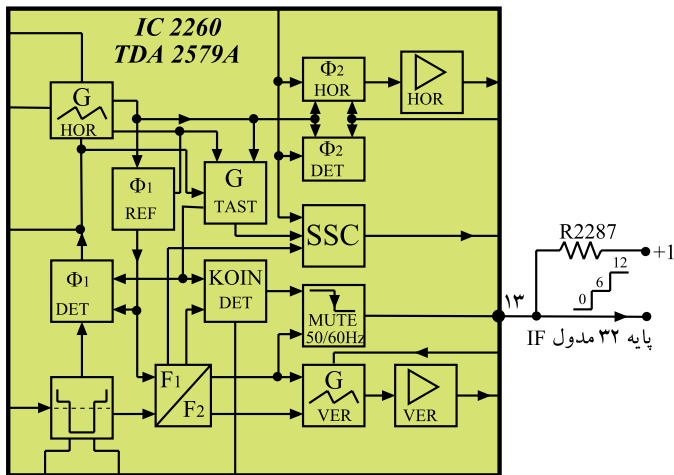 IC 2260
TDA 2579A
G
HOR
Φ2
HOR
HOR
Φ2
DET
Φ1
REF
G
TAST
SSC
R2287
+1
12
6
0
۱۳
پایه ۳۲ مدول IF
Φ1
DET
KOIN
DET
MUTE
50/60Hz
F1
F2
G
VER
VER